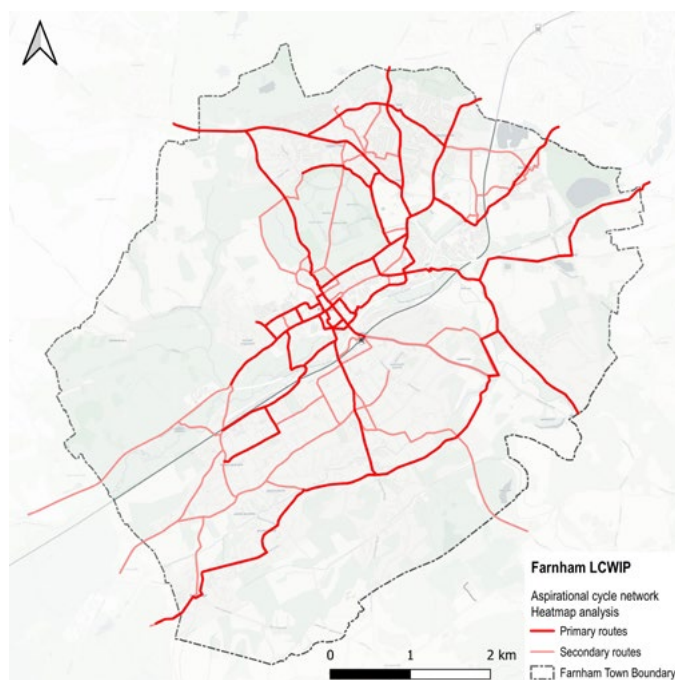 0 1 2 km
Farnham LCWIP
Aspirational cycle network
Heatmap analysis
Primary routes
Secondary routes
Farnham Town Boundary